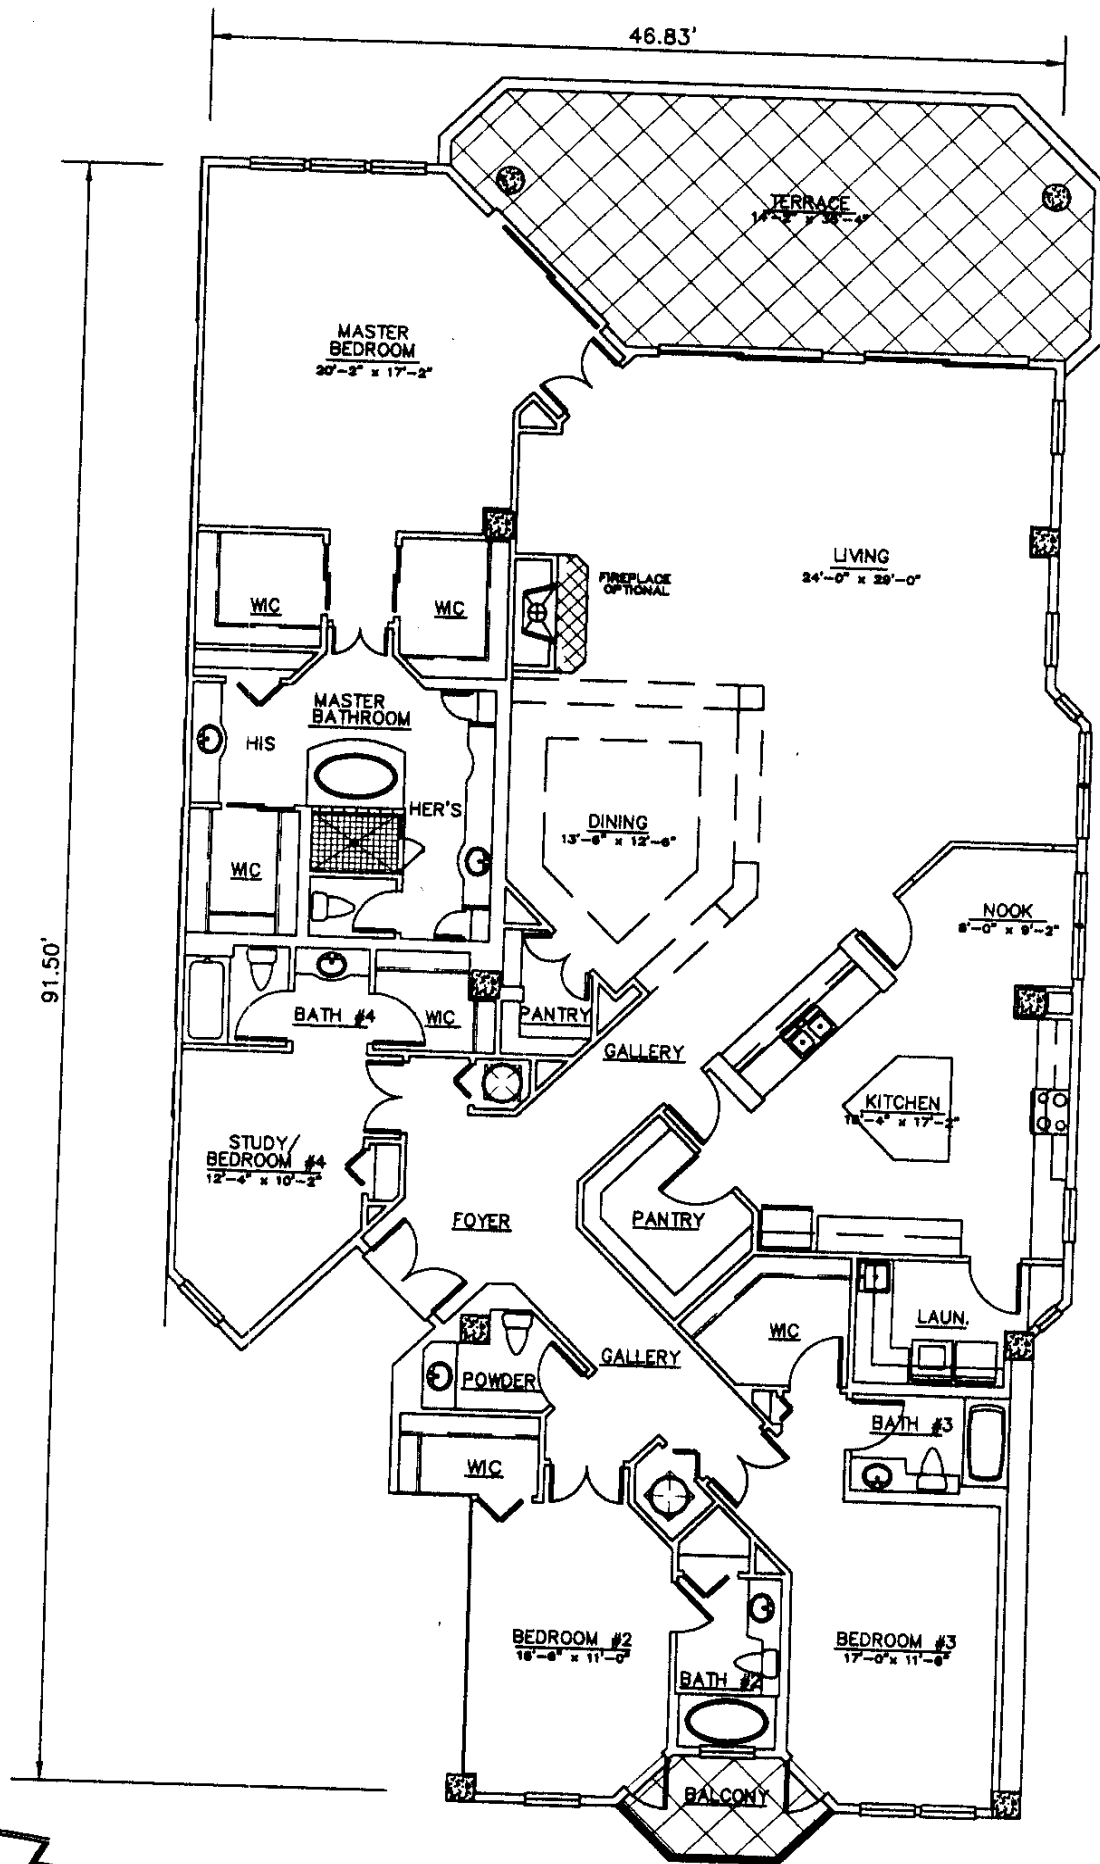 46.83'
TERRACE
MASTER
BEDROOM
20'-2" x 17'-2"
LIVING
24'-0" x 29'-0"
FIREPLACE
OPTIONAL
WIC
WIC
MASTER
BATHROOM
HIS
HER'S
DINING
13'-6" x 12'-6"
WIC
NOOK
8'-0" x 9'-2"
91.50'
BATH #4
WIC
PANTRY
GALLERY
KITCHEN
STUDY/
BEDROOM #4
12'-4" x 10'-2"
FOYER
PANTRY
LAUN.
WIC
GALLERY
POWDER
BATH #3
WIC
BEDROOM #2
BEDROOM #3
17'-0" x 11'-6"
BATH #2
BALCONY